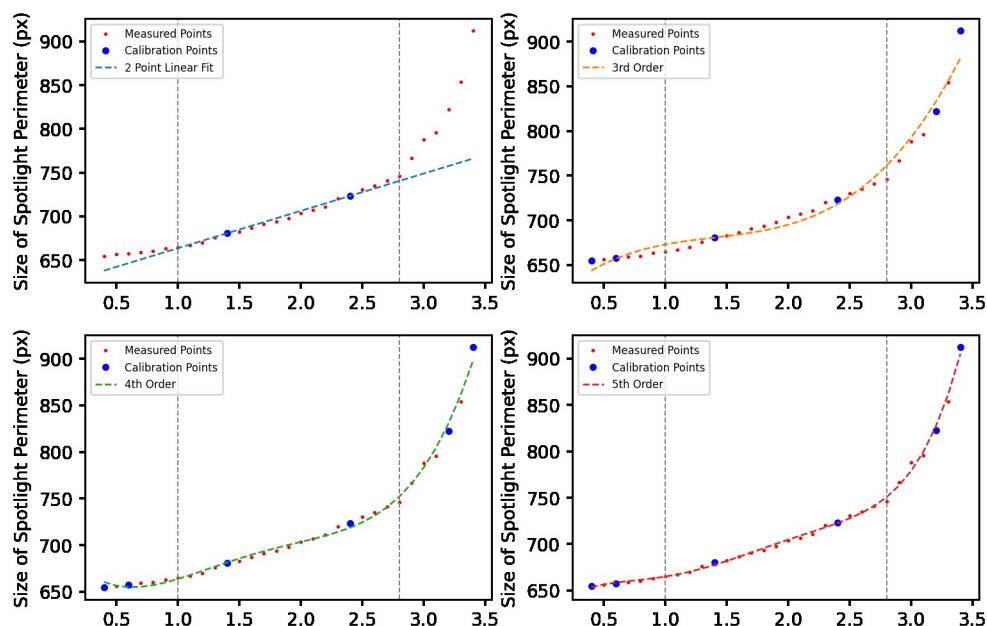 Size of Spotlight Perimeter (px)
900
850
800
750
700
650
Measured Points
Calibration Points
2 Point Linear Fit
0.5 1.0 1.5 2.0 2.5 3.0 3.5
Size of Spotlight Perimeter (px)
900
850
800
750
700
650
Measured Points
Calibration Points
3rd Order
0.5 1.0 1.5 2.0 2.5 3.0 3.5
Size of Spotlight Perimeter (px)
900
850
800
750
700
650
Measured Points
Calibration Points
4th Order
0.5 1.0 1.5 2.0 2.5 3.0 3.5
Size of Spotlight Perimeter (px)
900
850
800
750
700
650
Measured Points
Calibration Points
5th Order
0.5 1.0 1.5 2.0 2.5 3.0 3.5